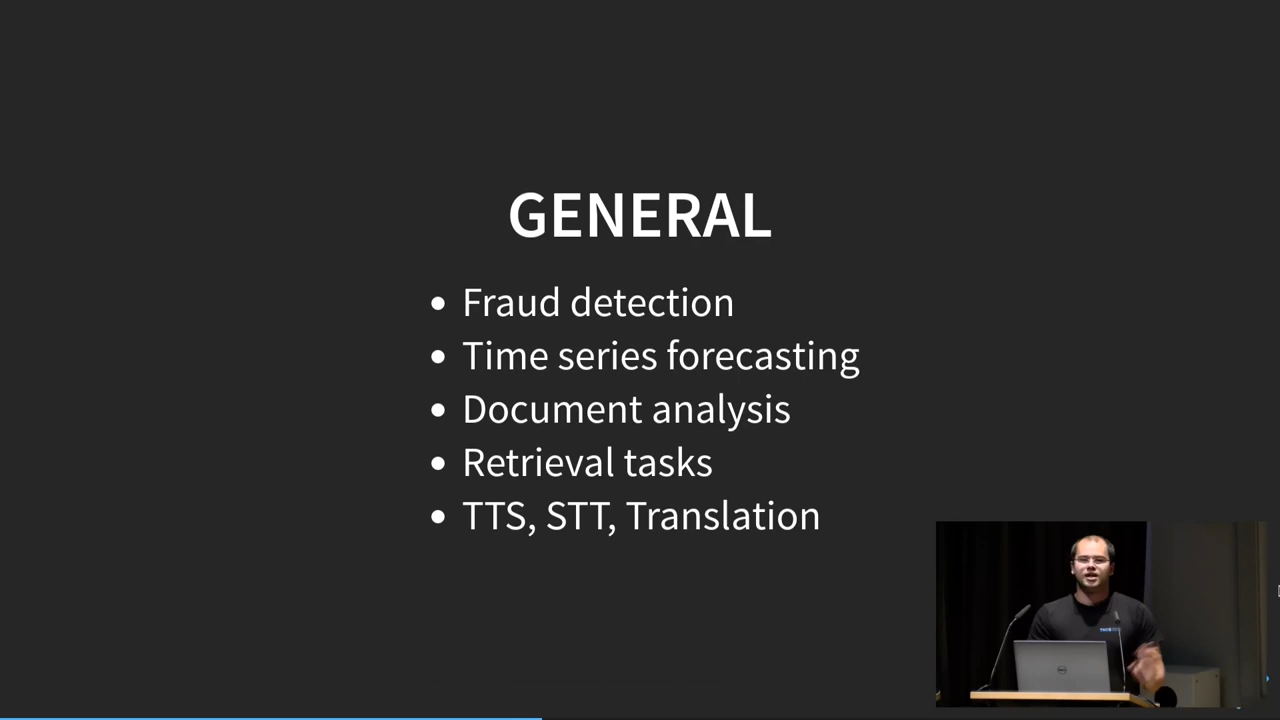 GENERAL
Fraud detection
Time series forecasting
Document analysis
Retrieval tasks
TTS, STT, Translation